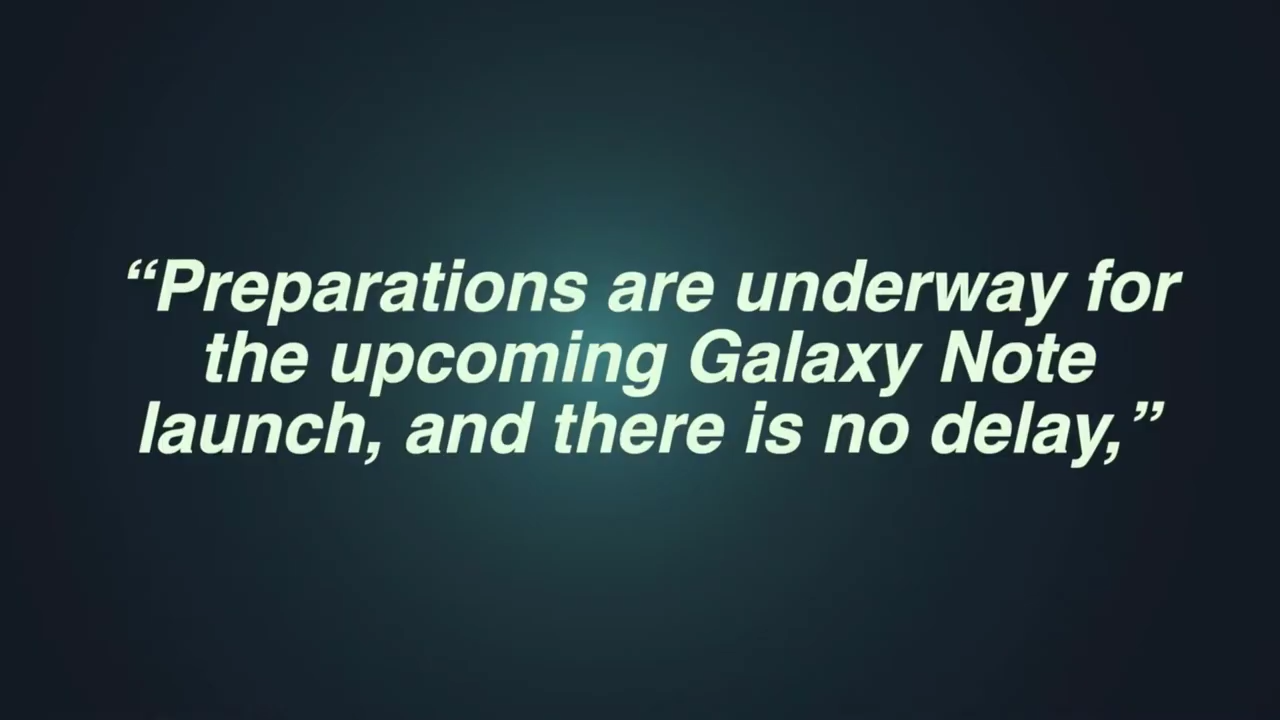 “Preparations are underway for
the upcoming Galaxy Note
launch, and there is no delay,”